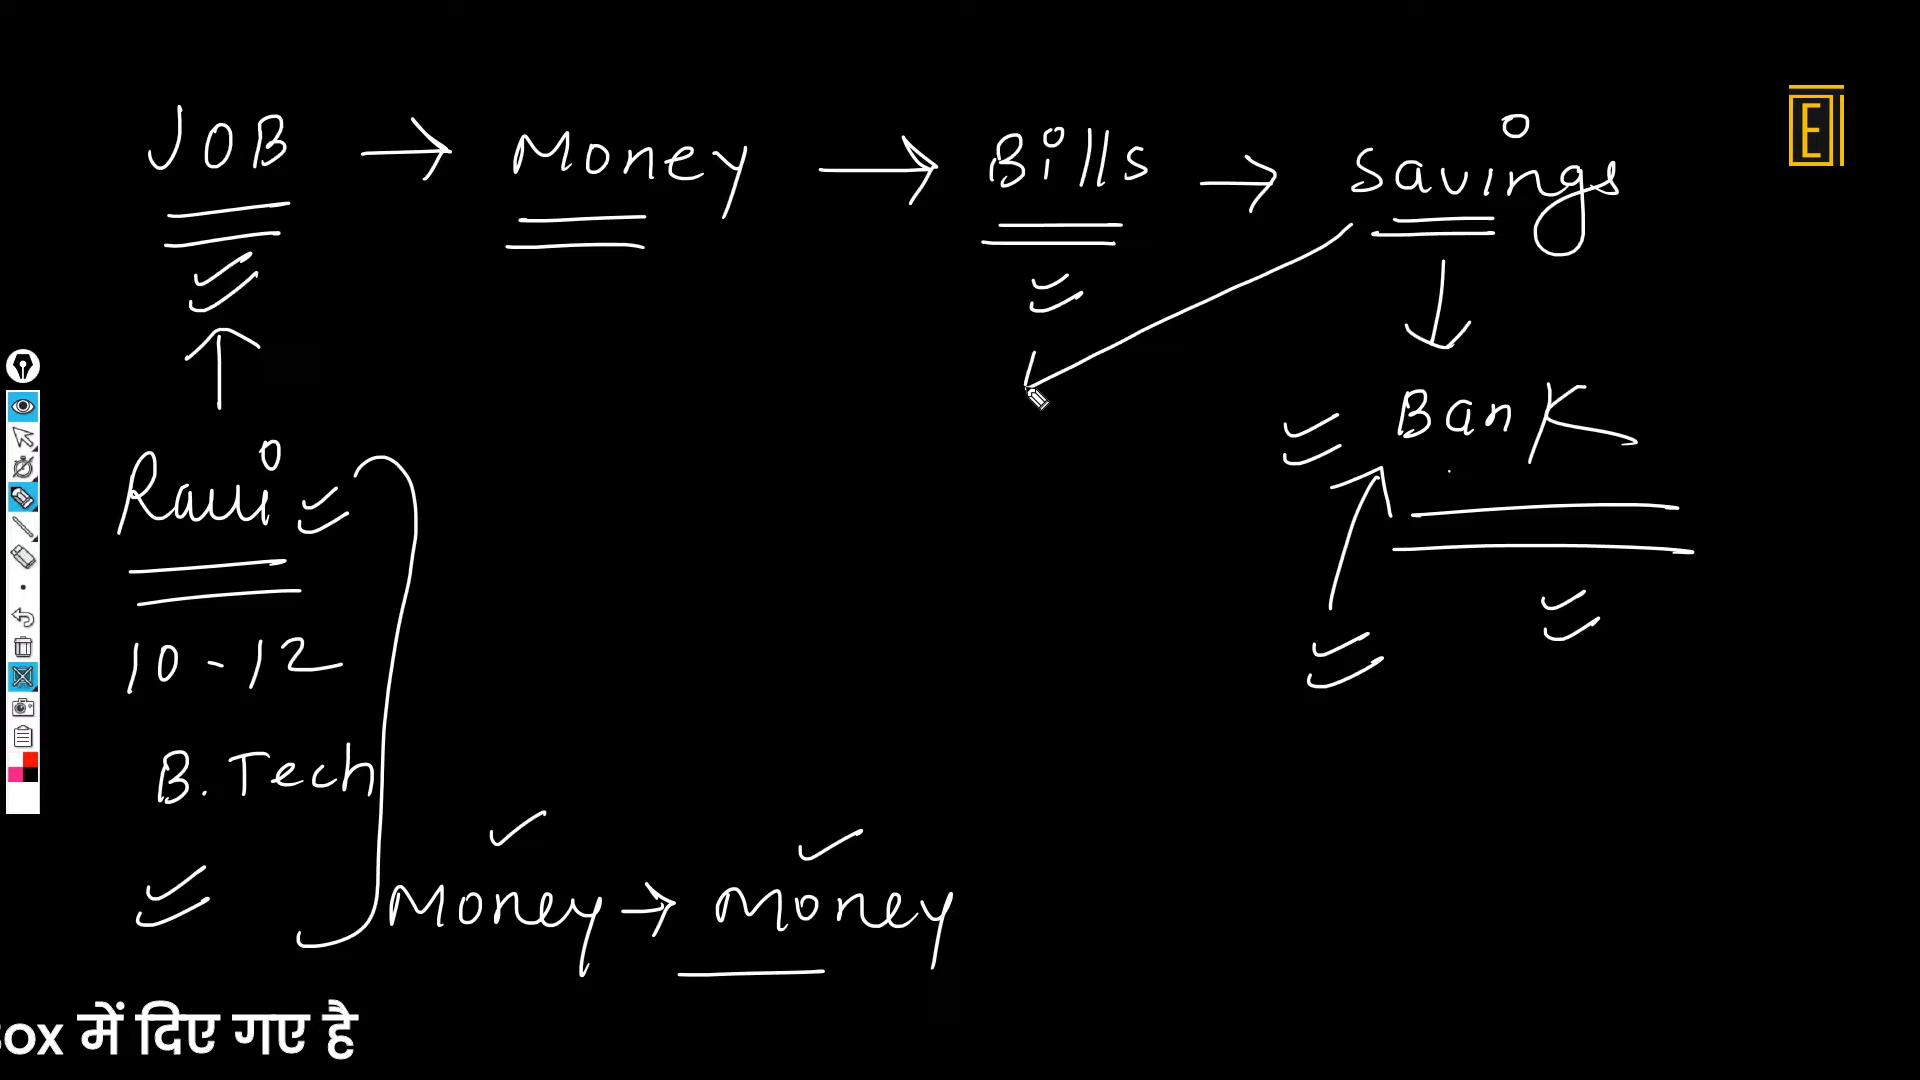 JOB → Money → Bills → Savings
Bank
Ravi
10-12
B.Tech
Money → Money
E
ox में दिए गए है